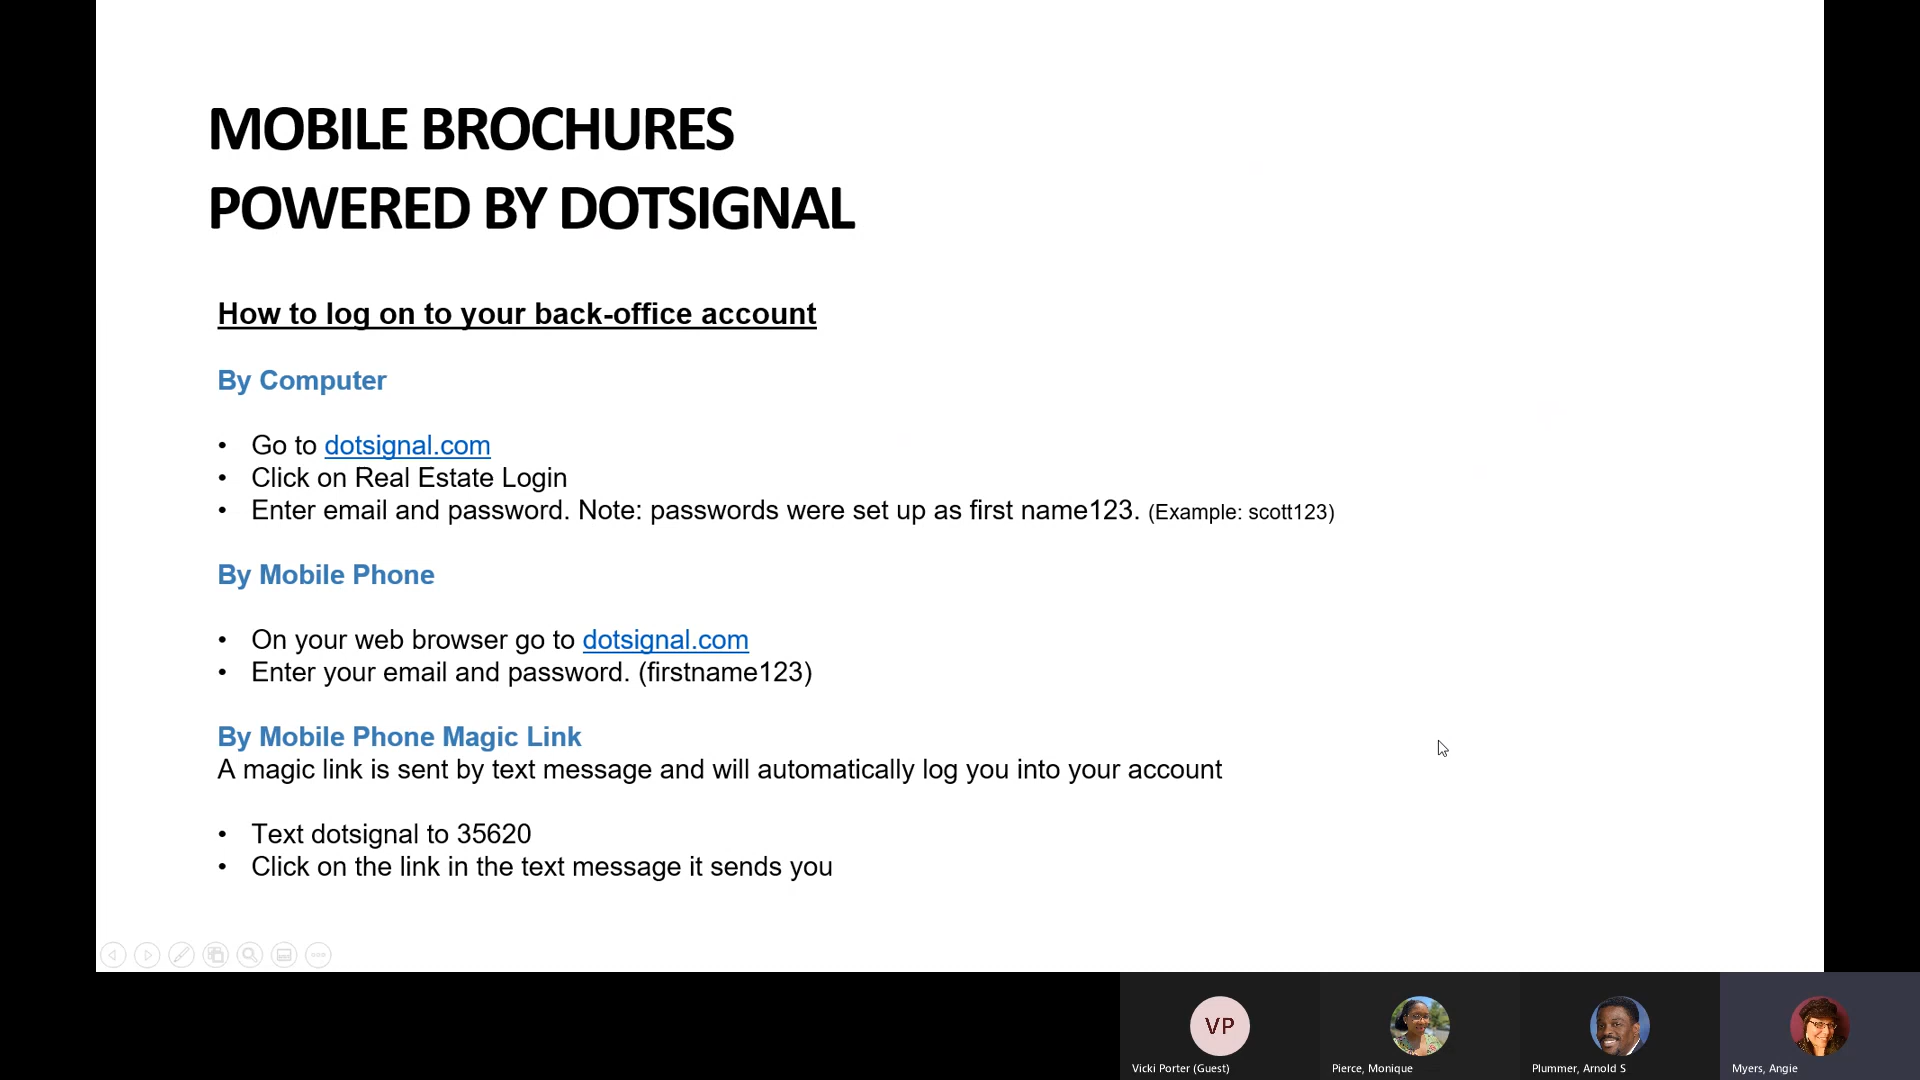 MOBILE BROCHURES
POWERED BY DOTSIGNAL
How to log on to your back-office account
By Computer
• Go to dotsignal.com
• Click on Real Estate Login
• Enter email and password. Note: passwords were set up as first name123. (Example: scott123)
By Mobile Phone
• On your web browser go to dotsignal.com
• Enter your email and password. (firstname123)
By Mobile Phone Magic Link
A magic link is sent by text message and will automatically log you into your account
• Text dotsignal to 35620
• Click on the link in the text message it sends you
VP
Vicki Porter (Guest)
Pierce, Monique
Plummer, Arnold S
Myers, Angie